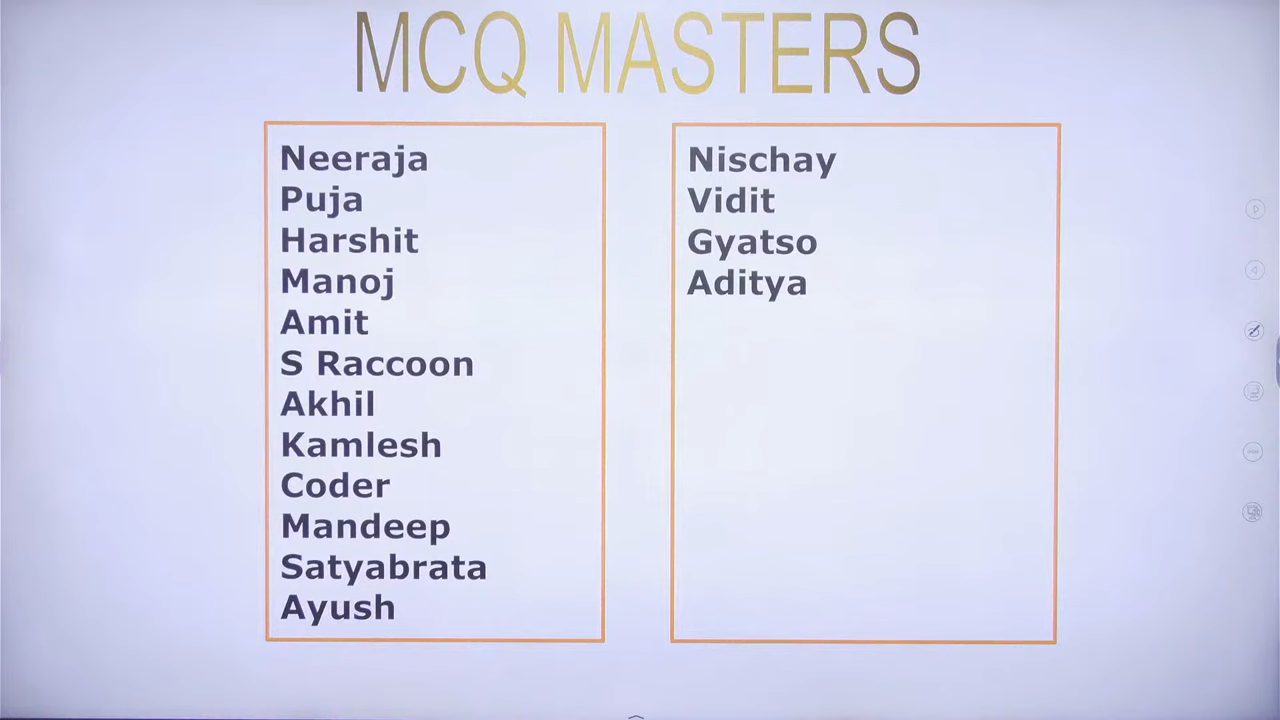 MCQ MASTERS
Neeraja
Puja
Harshit
Manoj
Amit
S Raccoon
Akhil
Kamlesh
Coder
Mandeep
Satyabrata
Ayush
Nischay
Vidit
Gyatso
Aditya